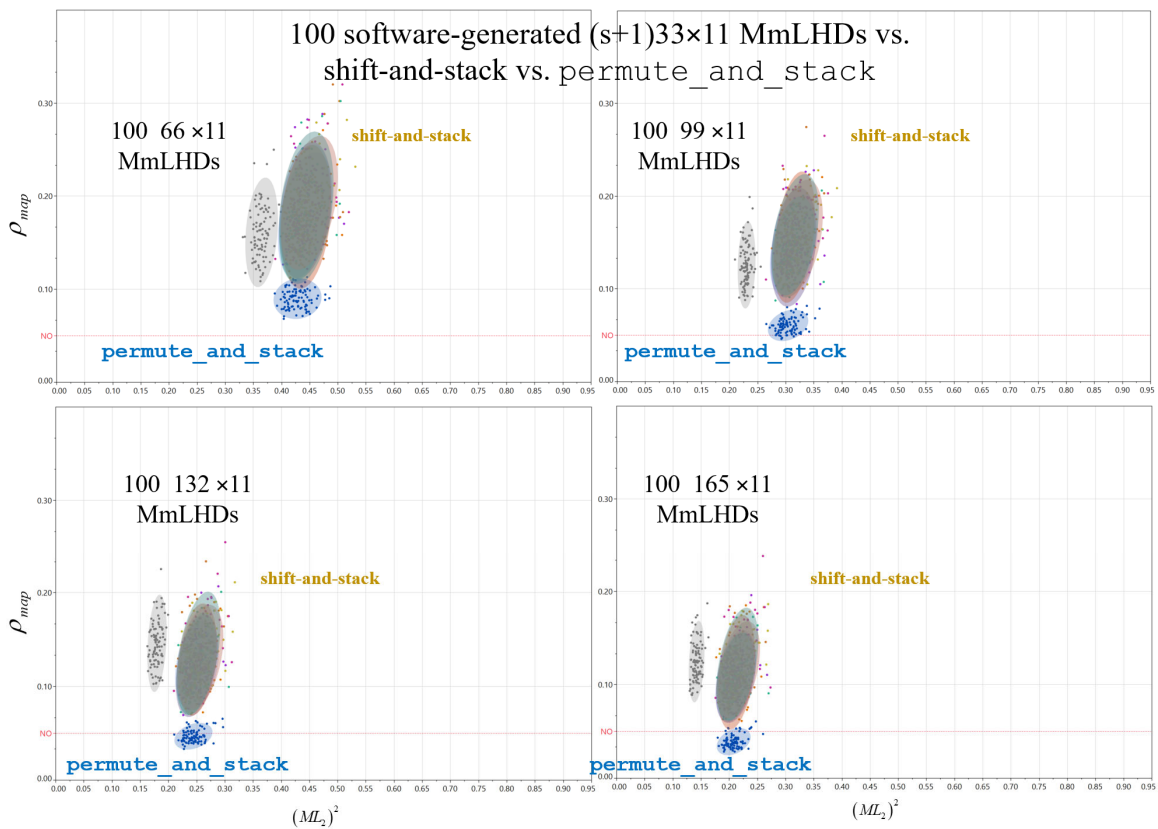 100 software-generated (s+1)33×11 MmLHDs vs.
shift-and-stack vs. permute_and_stack
100 66 ×11
MmLHDs
shift-and-stack
0.30
0.20
0.10
NO
0.00
ρmap
permute_and_stack
0.00 0.05 0.10 0.15 0.20 0.25 0.30 0.35 0.40 0.45 0.50 0.55 0.60 0.65 0.70 0.75 0.80 0.85 0.90 0.95
100 99 ×11
MmLHDs
shift-and-stack
0.30
0.20
0.10
NO
0.00
permute_and_stack
0.00 0.05 0.10 0.15 0.20 0.25 0.30 0.35 0.40 0.45 0.50 0.55 0.60 0.65 0.70 0.75 0.80 0.85 0.90 0.95
100 132 ×11
MmLHDs
shift-and-stack
0.30
0.20
0.10
NO
0.00
ρmap
permute_and_stack
0.00 0.05 0.10 0.15 0.20 0.25 0.30 0.35 0.40 0.45 0.50 0.55 0.60 0.65 0.70 0.75 0.80 0.85 0.90 0.95
(ML₂)²
100 165 ×11
MmLHDs
shift-and-stack
0.30
0.20
0.10
NO
0.00
permute_and_stack
0.00 0.05 0.10 0.15 0.20 0.25 0.30 0.35 0.40 0.45 0.50 0.55 0.60 0.65 0.70 0.75 0.80 0.85 0.90 0.95
(ML₂)²